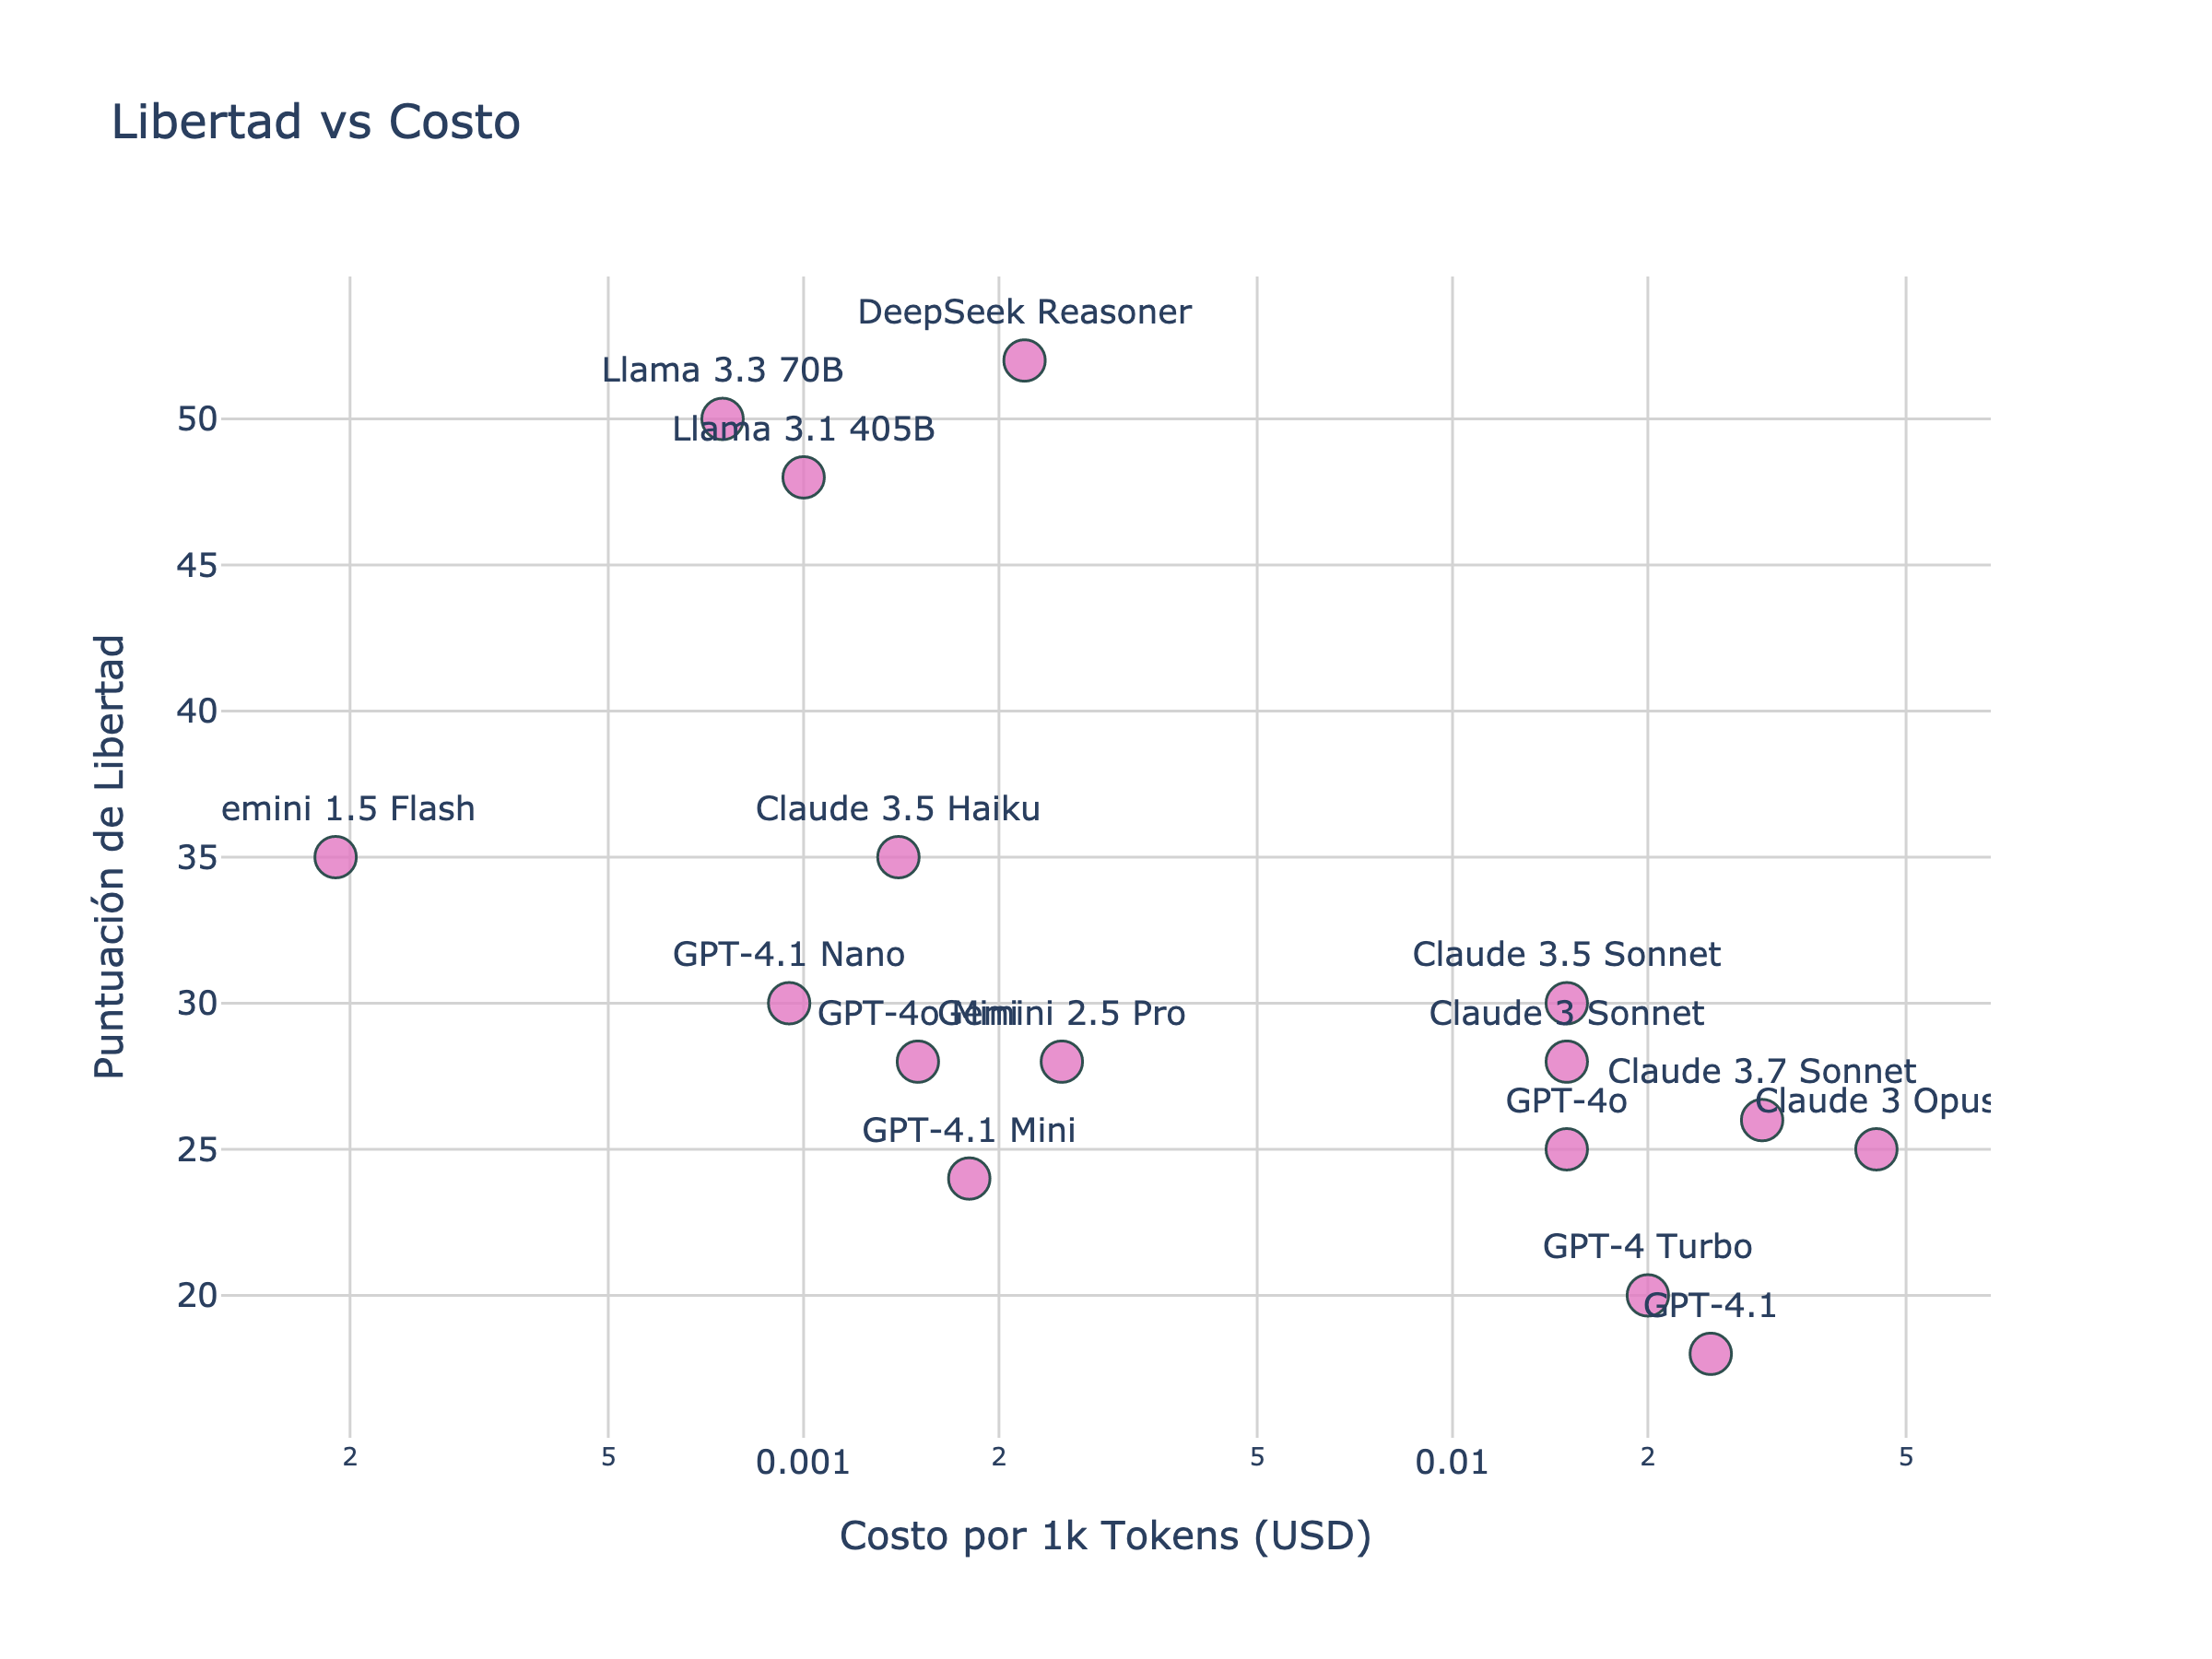 Libertad vs Costo
DeepSeek Reasoner
Llama 3.3 70B
50
Llama 3.1 405B
45
40
emini 1.5 Flash
Claude 3.5 Haiku
35
GPT-4.1 Nano
Claude 3.5 Sonnet
30
GPT-4o Mini
Gemini 2.5 Pro
Claude 3 Sonnet
Claude 3.7 Sonnet
GPT-4o
Claude 3 Opus
GPT-4.1 Mini
25
GPT-4 Turbo
20
GPT-4.1
Puntuación de Libertad
2
5
0.001
2
5
0.01
2
5
Costo por 1k Tokens (USD)